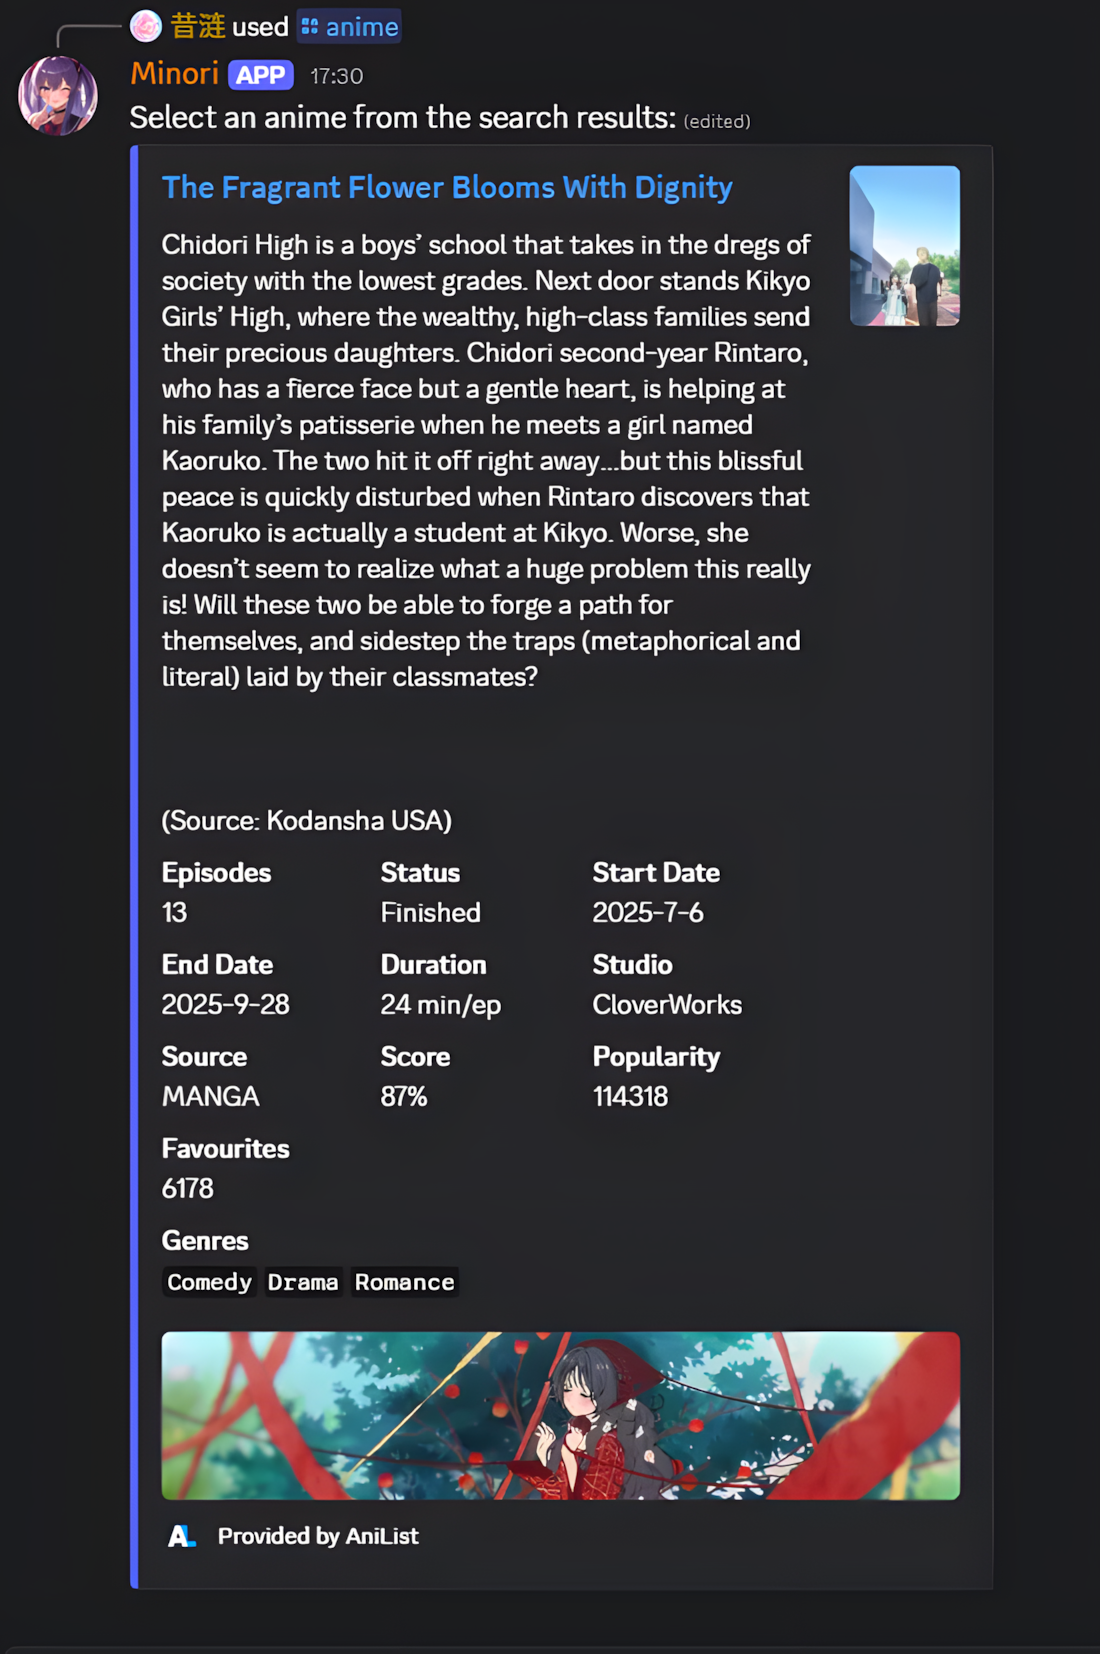 昔涟 used anime
Minori APP 17:30
Select an anime from the search results: (edited)
The Fragrant Flower Blooms With Dignity
Chidori High is a boys’ school that takes in the dregs of
society with the lowest grades. Next door stands Kikyo
Girls’ High, where the wealthy, high-class families send
their precious daughters. Chidori second-year Rintaro,
who has a fierce face but a gentle heart, is helping at
his family’s patisserie when he meets a girl named
Kaoruko. The two hit it off right away...but this blissful
peace is quickly disturbed when Rintaro discovers that
Kaoruko is actually a student at Kikyo. Worse, she
doesn’t seem to realize what a huge problem this really
is! Will these two be able to forge a path for
themselves, and sidestep the traps (metaphorical and
literal) laid by their classmates?
(Source: Kodansha USA)
Episodes Status Start Date
13 Finished 2025-7-6
End Date Duration Studio
2025-9-28 24 min/ep CloverWorks
Source Score Popularity
MANGA 87% 114318
Favourites
6178
Genres
Comedy Drama Romance
AL Provided by AniList